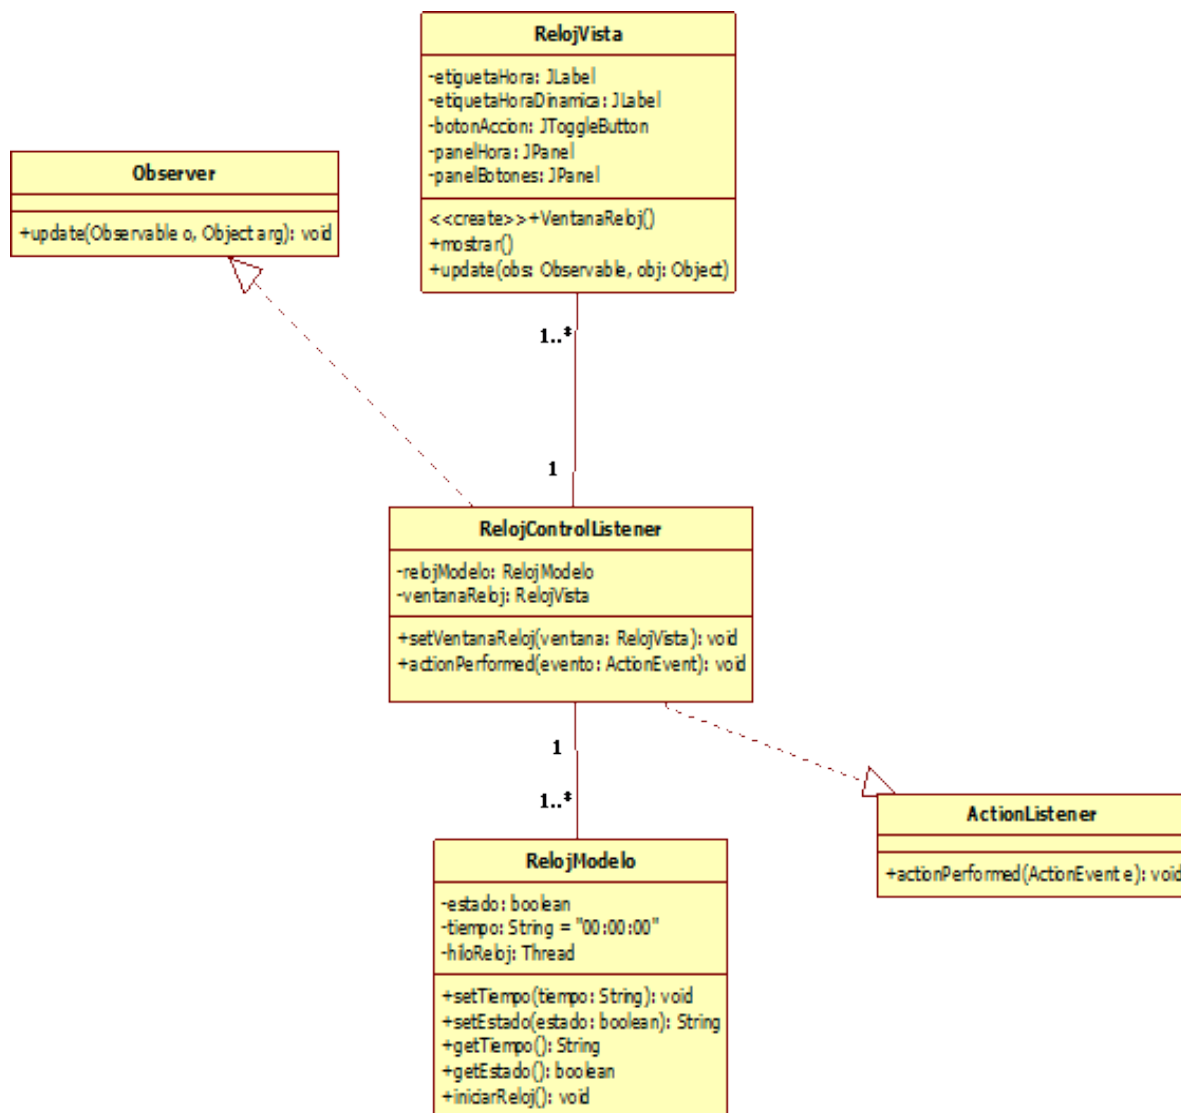 RelojVista
-etiquetaHora: JLabel
-etiquetaHoraDinamica: JLabel
-botonAccion: JToggleButton
-panelHora: JPanel
-panelBotones: JPanel
<<create>>+VentanaReloj()
+mostrar()
+update(obs: Observable, obj: Object)
Observer
+update(Observable o, Object arg): void
1..*
1
RelojControlListener
-relojModelo: RelojModelo
-ventanaReloj: RelojVista
+setVentanaReloj(ventana: RelojVista): void
+actionPerformed(evento: ActionEvent): void
1
1..*
ActionListener
+actionPerformed(ActionEvent e): void
RelojModelo
-estado: boolean
-tiempo: String = "00:00:00"
-hiloReloj: Thread
+setTiempo(tiempo: String): void
+setEstado(estado: boolean): String
+getTiempo(): String
+getEstado(): boolean
+iniciarReloj(): void